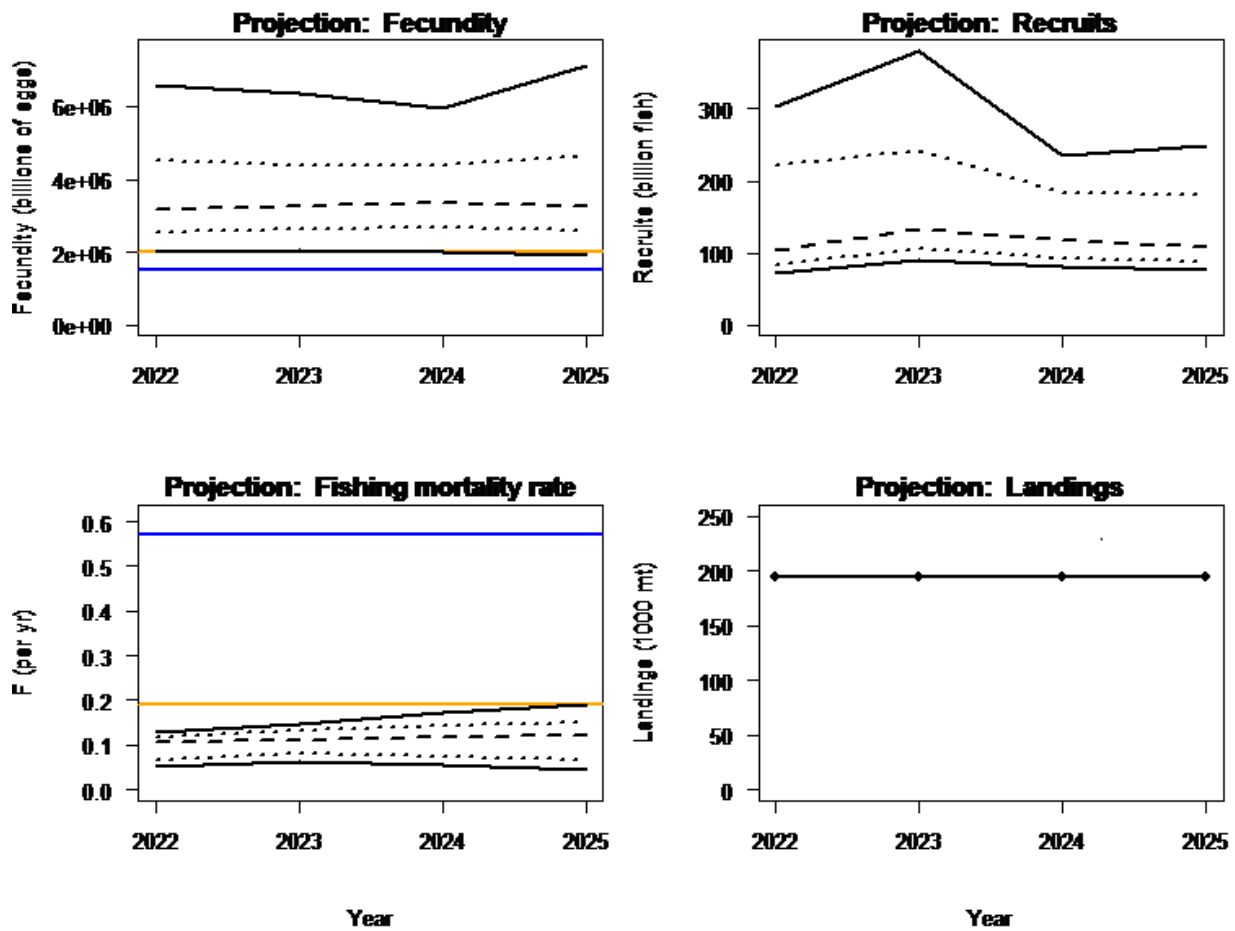 Projection: Fecundity
Fecundity (billions of eggs)
6e+06
4e+06
2e+06
0e+00
2022 2023 2024 2025
Projection: Recruits
Recruits (billion fish)
300
200
100
0
2022 2023 2024 2025
Projection: Fishing mortality rate
F (per yr)
0.6
0.5
0.4
0.3
0.2
0.1
0.0
2022 2023 2024 2025
Year
Projection: Landings
Landings (1000 mt)
250
200
150
100
50
0
2022 2023 2024 2025
Year